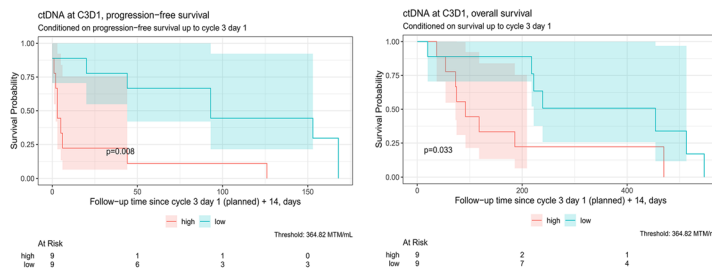 ctDNA at C3D1, progression-free survival
Conditioned on progression-free survival up to cycle 3 day 1
Survival Probability
1.00
0.75
0.50
0.25
0.00
p=0.008
0
50
100
150
Follow-up time since cycle 3 day 1 (planned) + 14, days
high
low
Threshold: 364.82 MTM/mL
At Risk
high 9 1 1 0
low 9 6 3 3
ctDNA at C3D1, overall survival
Conditioned on survival up to cycle 3 day 1
Survival Probability
1.00
0.75
0.50
0.25
0.00
p=0.033
0
200
400
Follow-up time since cycle 3 day 1 (planned) + 14, days
high
low
Threshold: 364.82 MTM/
At Risk
high 9 2 1
low 9 7 4